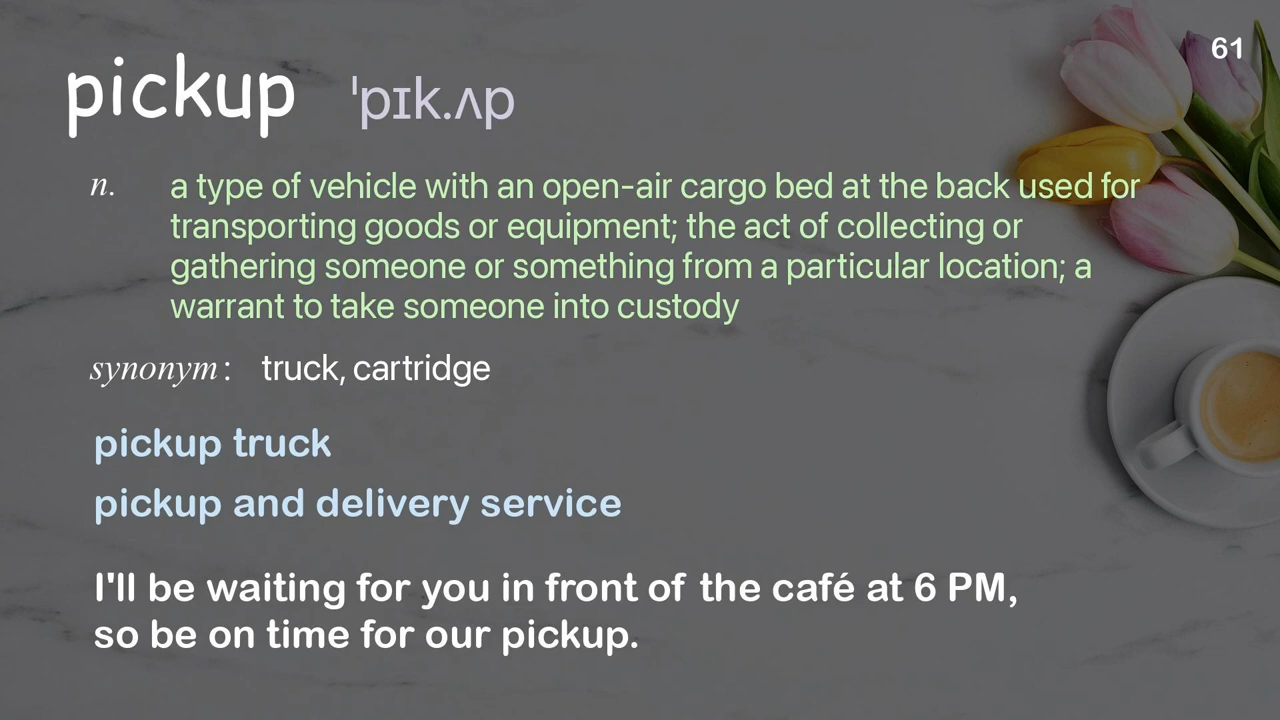 61
pickup ˈpɪk.ʌp
n. a type of vehicle with an open-air cargo bed at the back used for
transporting goods or equipment; the act of collecting or
gathering someone or something from a particular location; a
warrant to take someone into custody
synonym : truck, cartridge
pickup truck
pickup and delivery service
I'll be waiting for you in front of the café at 6 PM,
so be on time for our pickup.